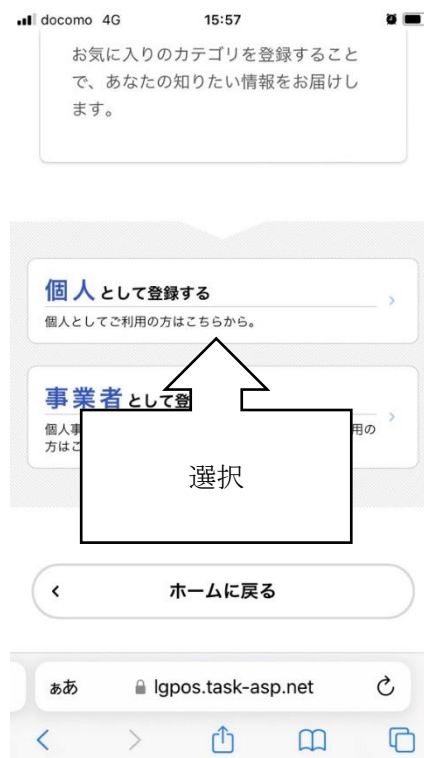 docomo 4G 15:57
お気に入りのカテゴリを登録すること
で、あなたの知りたい情報をお届けし
ます。
個人として登録する
個人としてご利用の方はこちらから。
事業者として登
個人事
用の
方はこ
選択
ホームに戻る
ぁあ lgpos.task-asp.net